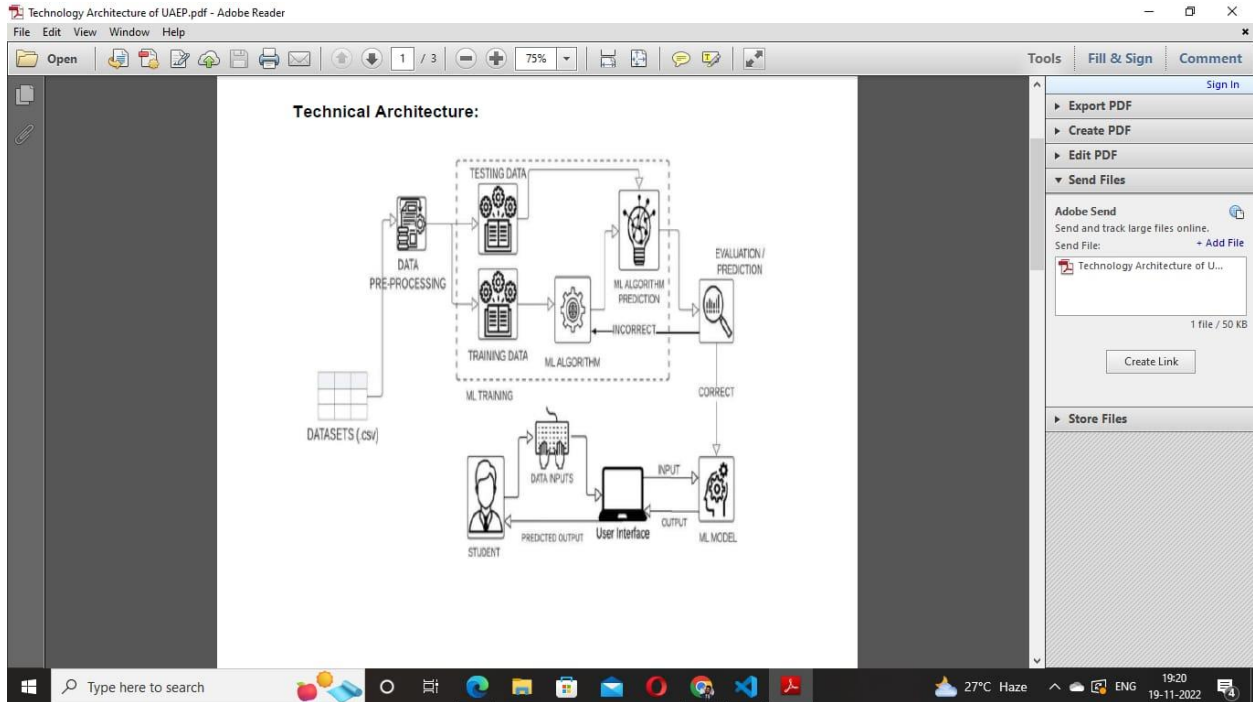 Technology Architecture of UAEP.pdf - Adobe Reader
File Edit View Window Help
Open
1 / 3
75%
Tools
Fill & Sign
Comment
Sign In
Export PDF
Create PDF
Edit PDF
Send Files
Adobe Send
Send and track large files online.
Send File:
+ Add File
Technology Architecture of U...
1 file / 50 KB
Create Link
Store Files
Technical Architecture:
TESTING DATA
DATA
PRE-PROCESSING
ML ALGORITHM
PREDICTION
EVALUATION /
PREDICTION
INCORRECT
TRAINING DATA
ML ALGORITHM
ML TRAINING
CORRECT
DATASETS (.csv)
DATA INPUTS
INPUT
OUTPUT
PREDICTED OUTPUT
User Interface
ML MODEL
STUDENT
Type here to search
27°C Haze
ENG
19:20
19-11-2022
4